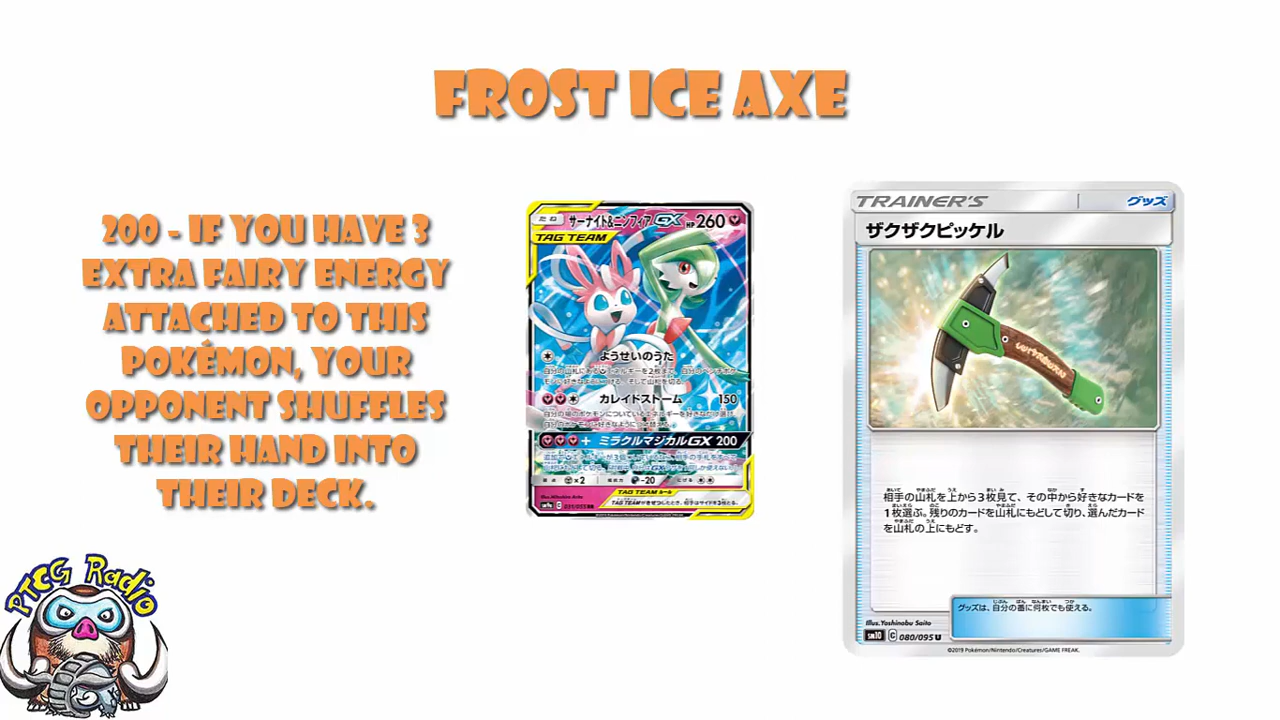 FROST ICE AXE
200 - IF YOU HAVE 3
EXTRA FAIRY ENERGY
ATTACHED TO THIS
POKÉMON, YOUR
OPPONENT SHUFFLES
THEIR HAND INTO
THEIR DECK.
PTCG Radio
たね サーナイト&ニンフィアGX HP 260
TAG TEAM
ようせいのうた
カレイドストーム 150
ミラクルマジカルGX 200
×2 -20
TAG TEAM ルール
TRAINER'S グッズ
ザクザクピッケル
相手の山札を上から3枚見て、その中から好きなカードを
1枚選ぶ。残りのカードを山札にもどして切り、選んだカード
を山札の上にもどす。
グッズは、自分の番に何枚でも使える。
Illus. Yoshinobu Saito
sm10 C 080/095 U
©2019 Pokémon/Nintendo/Creatures/GAME FREAK.